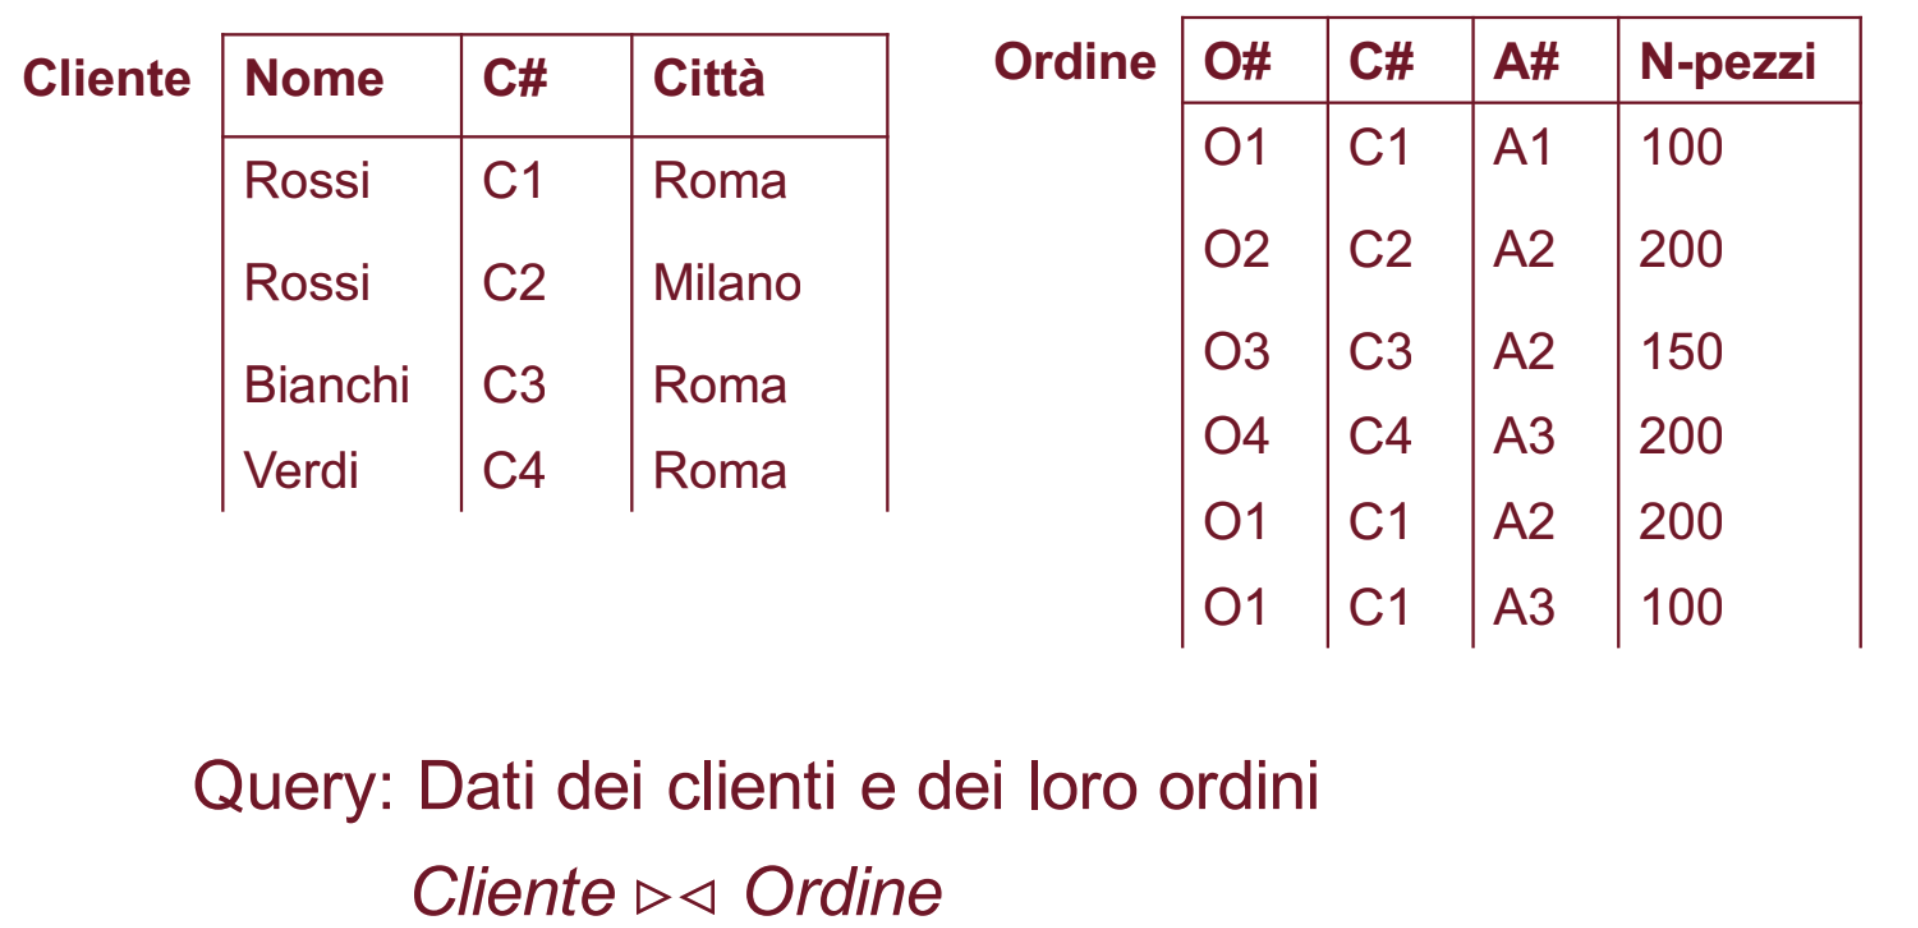 Cliente
Nome C# Città
Rossi C1 Roma
Rossi C2 Milano
Bianchi C3 Roma
Verdi C4 Roma
Ordine
O# C# A# N-pezzi
O1 C1 A1 100
O2 C2 A2 200
O3 C3 A2 150
O4 C4 A3 200
O1 C1 A2 200
O1 C1 A3 100
Query: Dati dei clienti e dei loro ordini
Cliente ▷◁ Ordine